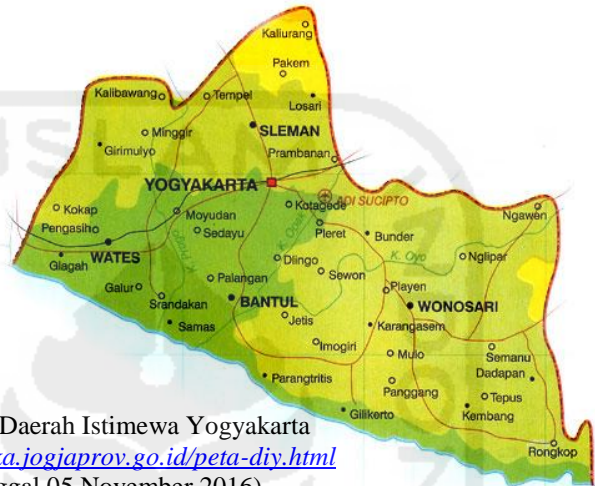 Kaliurang
Pakem
Kalibawang
Tempel
Losari
SLEMAN
Minggir
Girimulyo
Prambanan
YOGYAKARTA
ADI SUCIPTO
Kotagede
Ngawen
Kokap
Moyudan
K. Opak
Pengasih
Sedayu
Pleret
Bunder
WATES
K. Progo
Dlingo
K. Oyo
Nglipar
Glagah
Sewon
Palangan
Galur
Playen
Srandakan
BANTUL
WONOSARI
Samas
Jetis
Karangasem
Imogiri
Mulo
Semanu
Dadapan
Parangtritis
Panggang
Tepus
Kembang
Gilikerto
Rongkop
Daerah Istimewa Yogyakarta
a.jogjaprov.go.id/peta-diy.html
ggal 05 November 2016)